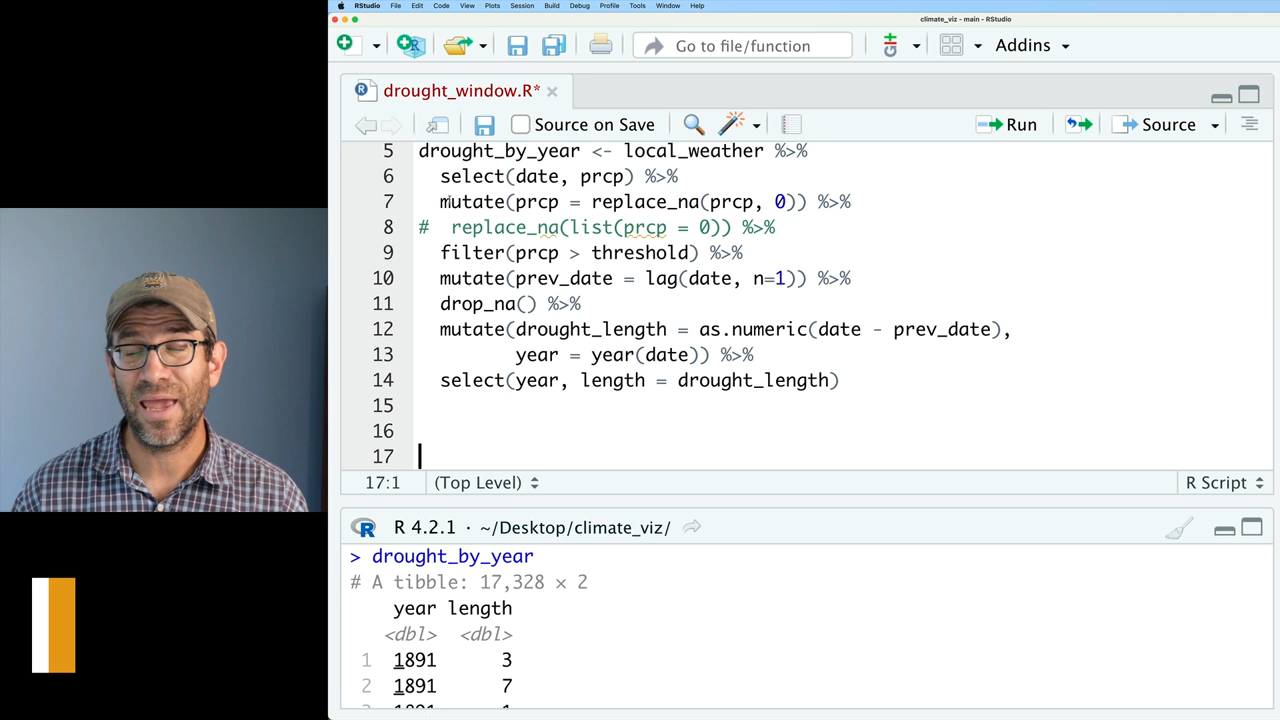 RStudio File Edit Code View Plots Session Build Debug Profile Tools Window Help
climate_viz - main - RStudio
Go to file/function Addins
drought_window.R*
Source on Save Run Source
5 drought_by_year <- local_weather %>%
6 select(date, prcp) %>%
7 mutate(prcp = replace_na(prcp, 0)) %>%
8 # replace_na(list(prcp = 0)) %>%
9 filter(prcp > threshold) %>%
10 mutate(prev_date = lag(date, n=1)) %>%
11 drop_na() %>%
12 mutate(drought_length = as.numeric(date - prev_date),
13 year = year(date)) %>%
14 select(year, length = drought_length)
15
16
17
17:1 (Top Level) R Script
R 4.2.1 · ~/Desktop/climate_viz/
> drought_by_year
# A tibble: 17,328 × 2
year length
<dbl> <dbl>
1 1891 3
2 1891 7